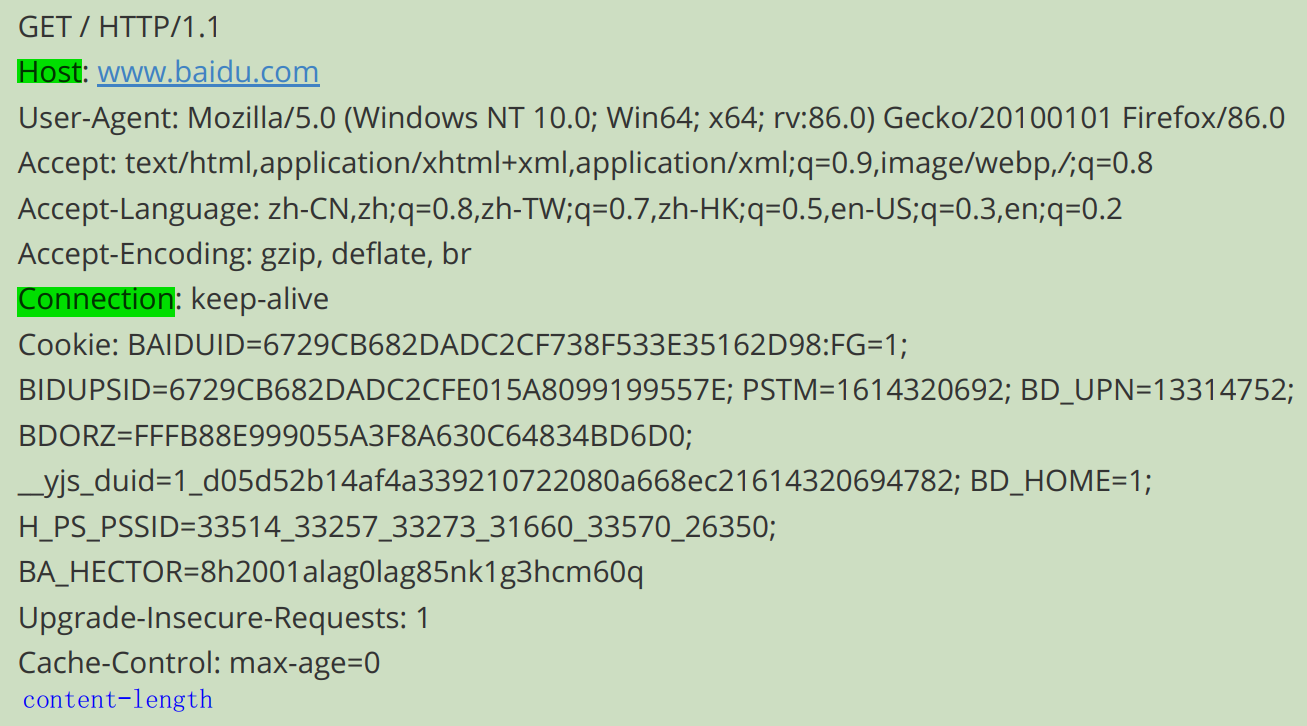 GET / HTTP/1.1
Host: www.baidu.com
User-Agent: Mozilla/5.0 (Windows NT 10.0; Win64; x64; rv:86.0) Gecko/20100101 Firefox/86.0
Accept: text/html,application/xhtml+xml,application/xml;q=0.9,image/webp,/;q=0.8
Accept-Language: zh-CN,zh;q=0.8,zh-TW;q=0.7,zh-HK;q=0.5,en-US;q=0.3,en;q=0.2
Accept-Encoding: gzip, deflate, br
Connection: keep-alive
Cookie: BAIDUID=6729CB682DADC2CF738F533E35162D98:FG=1;
BIDUPSID=6729CB682DADC2CFE015A8099199557E; PSTM=1614320692; BD_UPN=13314752;
BDORZ=FFFB88E999055A3F8A630C64834BD6D0;
__yjs_duid=1_d05d52b14af4a339210722080a668ec21614320694782; BD_HOME=1;
H_PS_PSSID=33514_33257_33273_31660_33570_26350;
BA_HECTOR=8h2001alag0lag85nk1g3hcm60q
Upgrade-Insecure-Requests: 1
Cache-Control: max-age=0
content-length